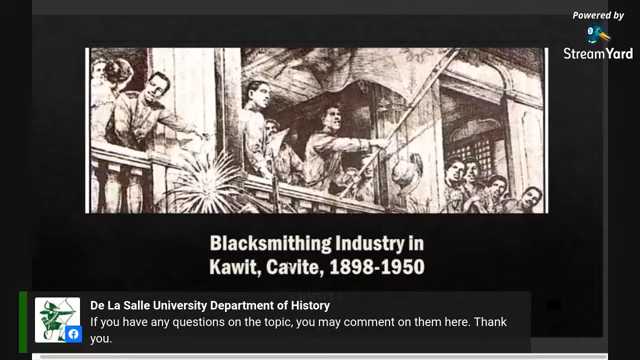 Powered by
StreamYard
Blacksmithing Industry in
Kawit, Cavite, 1898-1950
De La Salle University Department of History
If you have any questions on the topic, you may comment on them here. Thank
you.